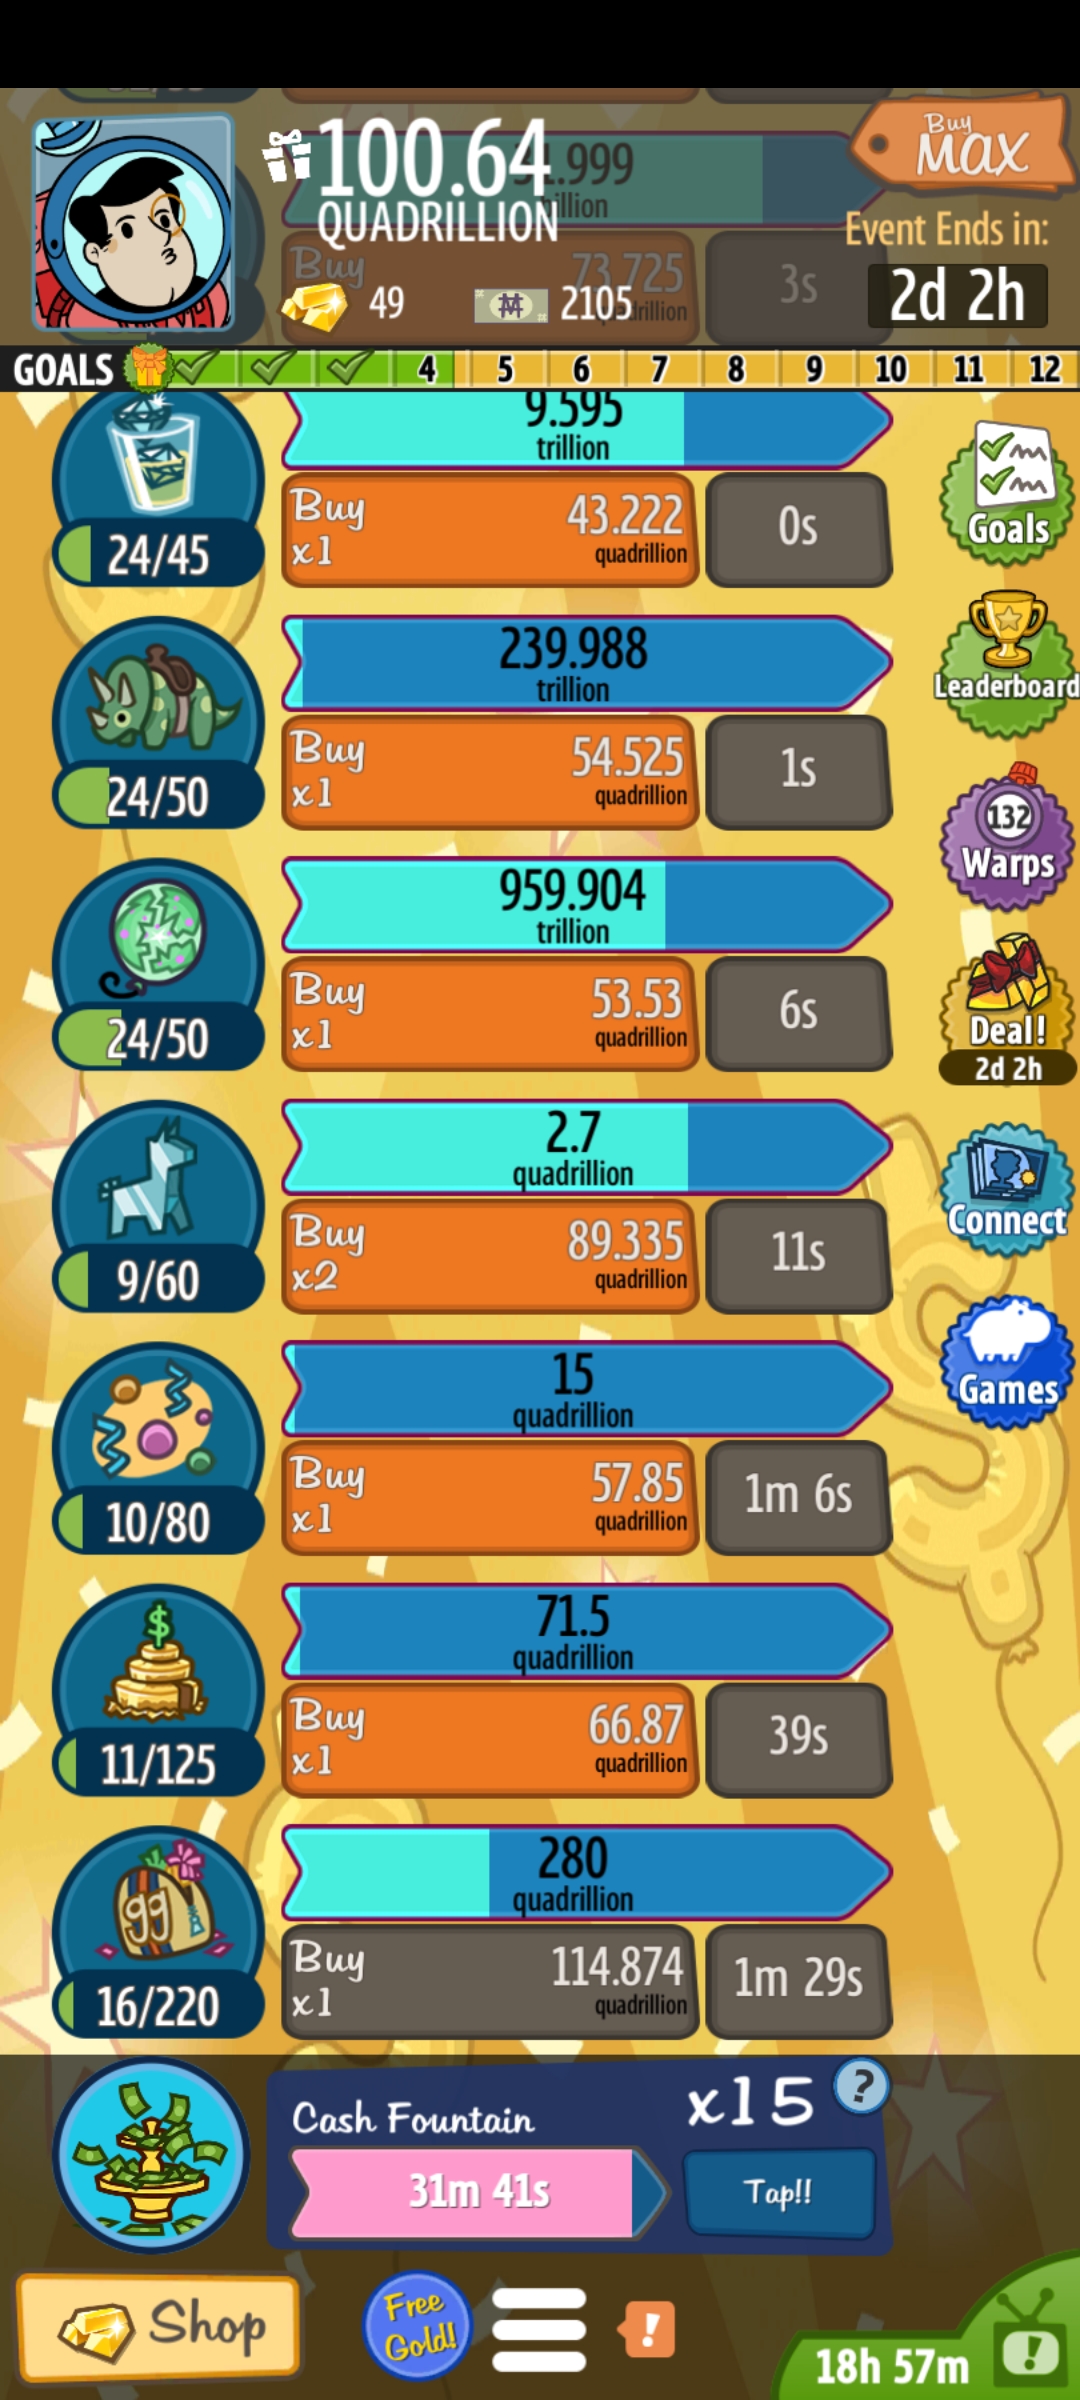 100.64
QUADRILLION
Buy
MAX
Event Ends in:
2d 2h
Buy
73.725
3s
49
2105
GOALS 4 5 6 7 8 9 10 11 12
9.595
trillion
24/45
Buy
x1
43.222
quadrillion
0s
Goals
239.988
trillion
24/50
Buy
x1
54.525
quadrillion
1s
Leaderboard
959.904
trillion
24/50
Buy
x1
53.53
quadrillion
6s
132
Warps
Deal!
2d 2h
2.7
quadrillion
9/60
Buy
x2
89.335
quadrillion
11s
Connect
15
quadrillion
10/80
Buy
x1
57.85
quadrillion
1m 6s
Games
71.5
quadrillion
$
11/125
Buy
x1
66.87
quadrillion
39s
280
quadrillion
99
16/220
Buy
x1
114.874
quadrillion
1m 29s
Cash Fountain
x15
?
31m 41s
Tap!!
Shop
Free
Gold!
!
18h 57m
!